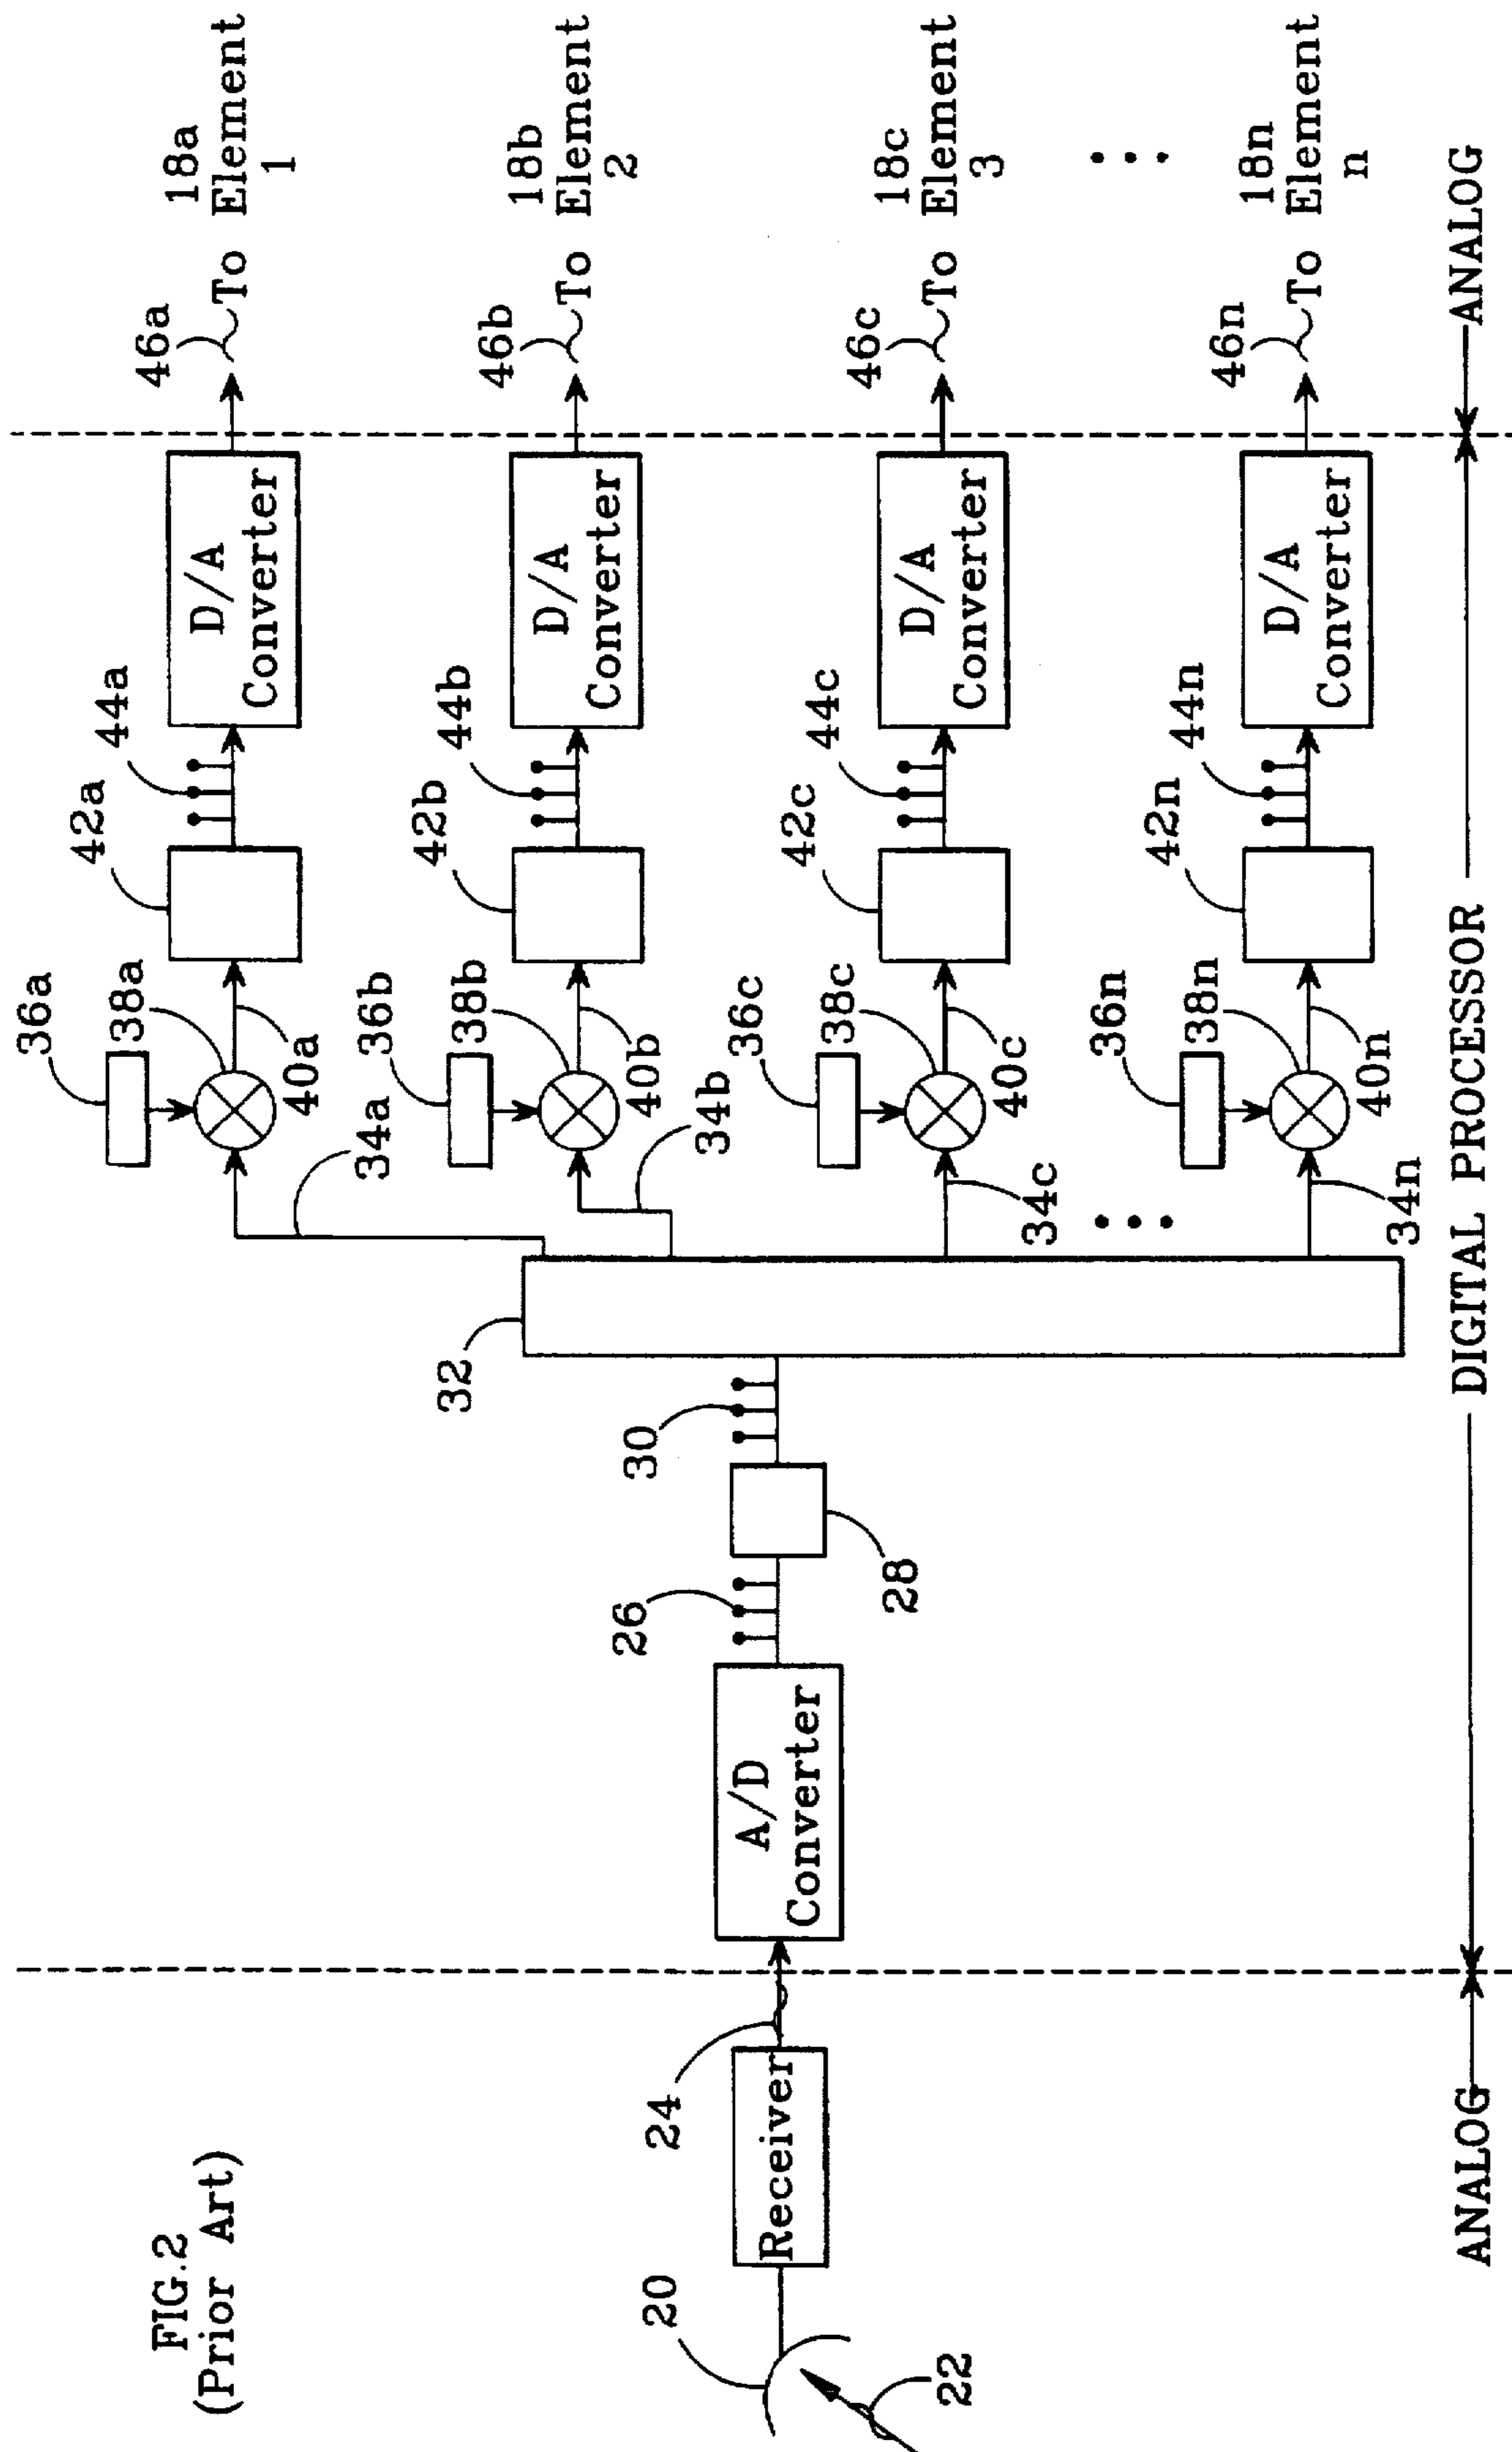 FIG.2
(Prior Art)
20
22
Receiver
24
A/D
Converter
26
28
30
32
34a
36a
38a
40a
42a
44a
D/A
Converter
46a
To Element
18a
1
34b
36b
38b
40b
42b
44b
D/A
Converter
46b
To Element
18b
2
34c
36c
38c
40c
42c
44c
D/A
Converter
46c
To Element
18c
3
34n
36n
38n
40n
42n
44n
D/A
Converter
46n
To Element
18n
n
ANALOG
DIGITAL PROCESSOR
ANALOG